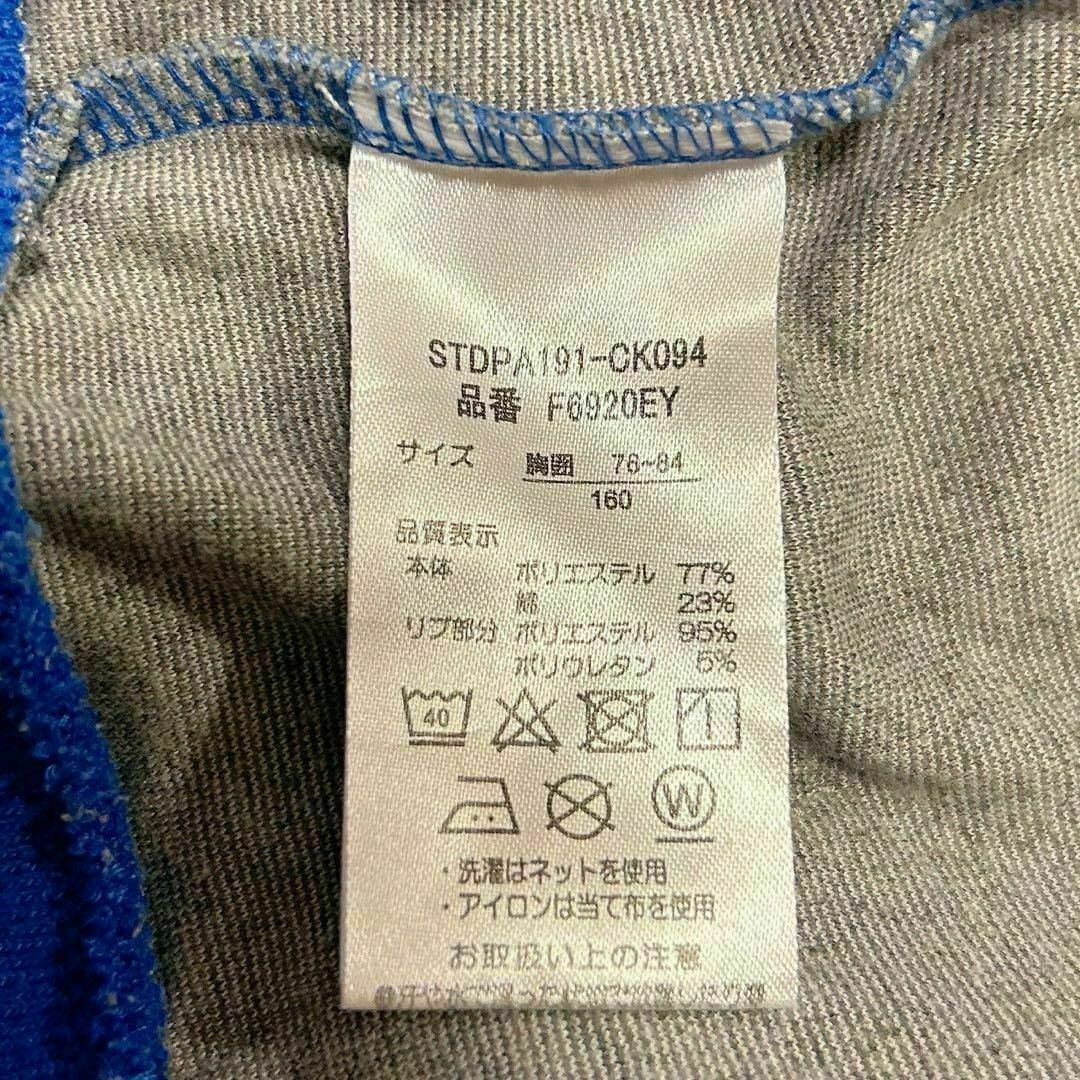 STDPA191-CK094
品番 F6920EY
サイズ 胸囲 76~84
160
品質表示
本体 ポリエステル 77%
綿 23%
リブ部分 ポリエステル 95%
ポリウレタン 5%
40
W
・洗濯はネットを使用
・アイロンは当て布を使用
お取扱い上の注意